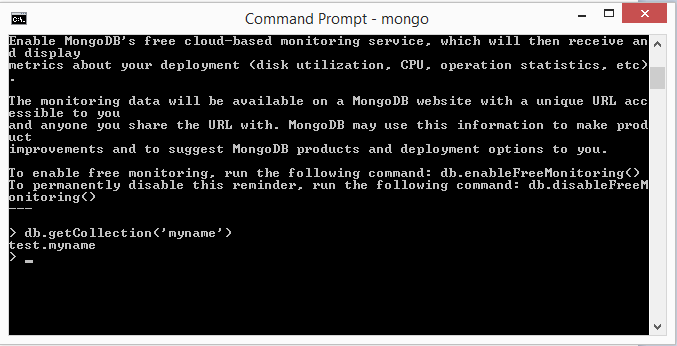 Command Prompt - mongo
Enable MongoDB's free cloud-based monitoring service, which will then receive an
d display
metrics about your deployment (disk utilization, CPU, operation statistics, etc)
.
The monitoring data will be available on a MongoDB website with a unique URL acc
essible to you
and anyone you share the URL with. MongoDB may use this information to make prod
uct
improvements and to suggest MongoDB products and deployment options to you.
To enable free monitoring, run the following command: db.enableFreeMonitoring()
To permanently disable this reminder, run the following command: db.disableFreeM
onitoring()
---
> db.getCollection('myname')
test.myname
> _